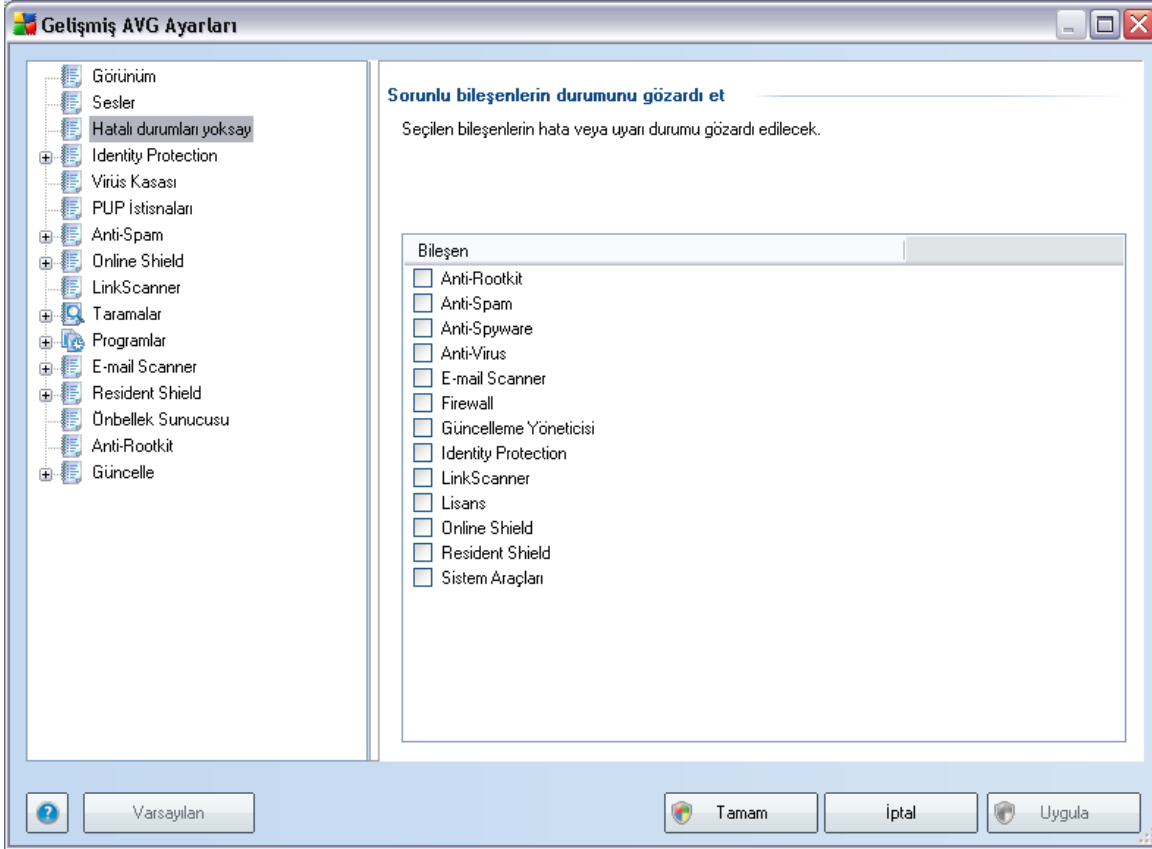 Gelişmiş AVG Ayarları
Görünüm
Sesler
Hatalı durumları yoksay
Identity Protection
Virüs Kasası
PUP İstisnaları
Anti-Spam
Online Shield
LinkScanner
Taramalar
Programlar
E-mail Scanner
Resident Shield
Önbellek Sunucusu
Anti-Rootkit
Güncelle
Sorunlu bileşenlerin durumunu gözardı et
Seçilen bileşenlerin hata veya uyarı durumu gözardı edilecek.
Bileşen
Anti-Rootkit
Anti-Spam
Anti-Spyware
Anti-Virus
E-mail Scanner
Firewall
Güncelleme Yöneticisi
Identity Protection
LinkScanner
Lisans
Online Shield
Resident Shield
Sistem Araçları
Varsayılan
Tamam
İptal
Uygula